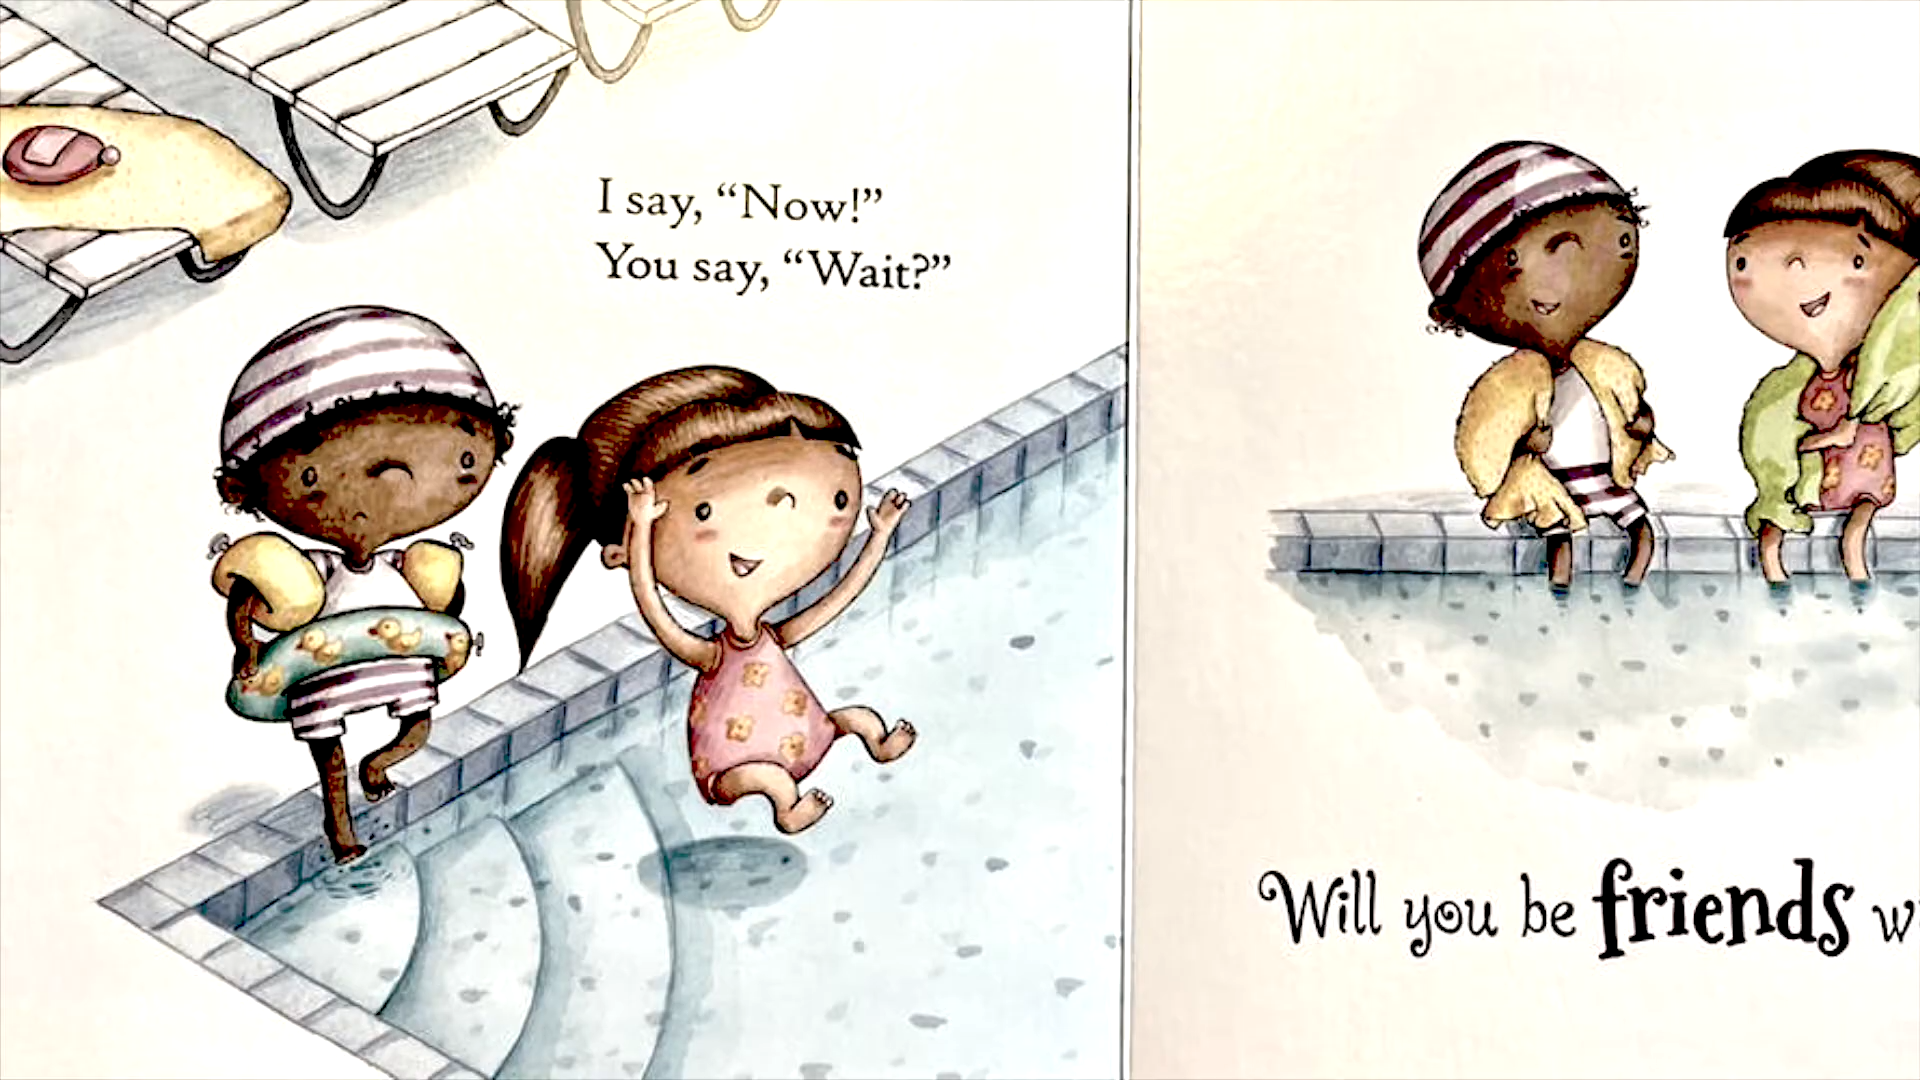 I say, “Now!”
You say, “Wait?”
Will you be friends